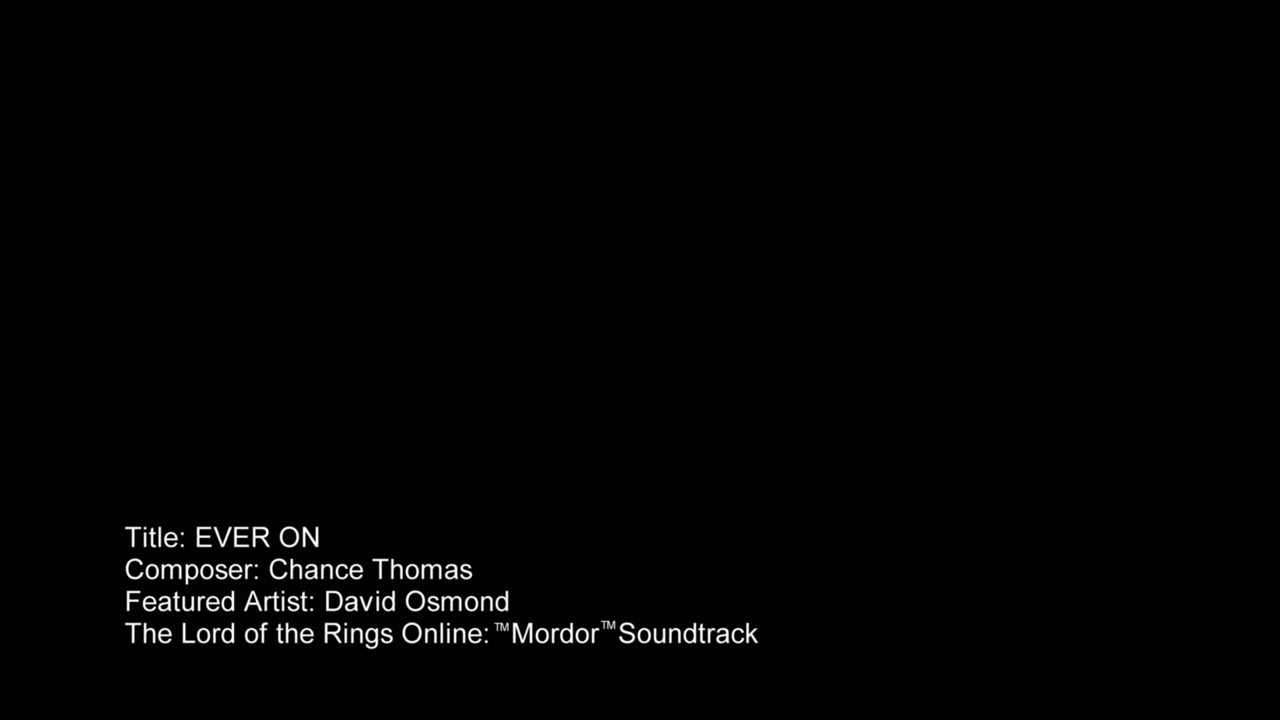 Title: EVER ON
Composer: Chance Thomas
Featured Artist: David Osmond
The Lord of the Rings Online:™Mordor™Soundtrack